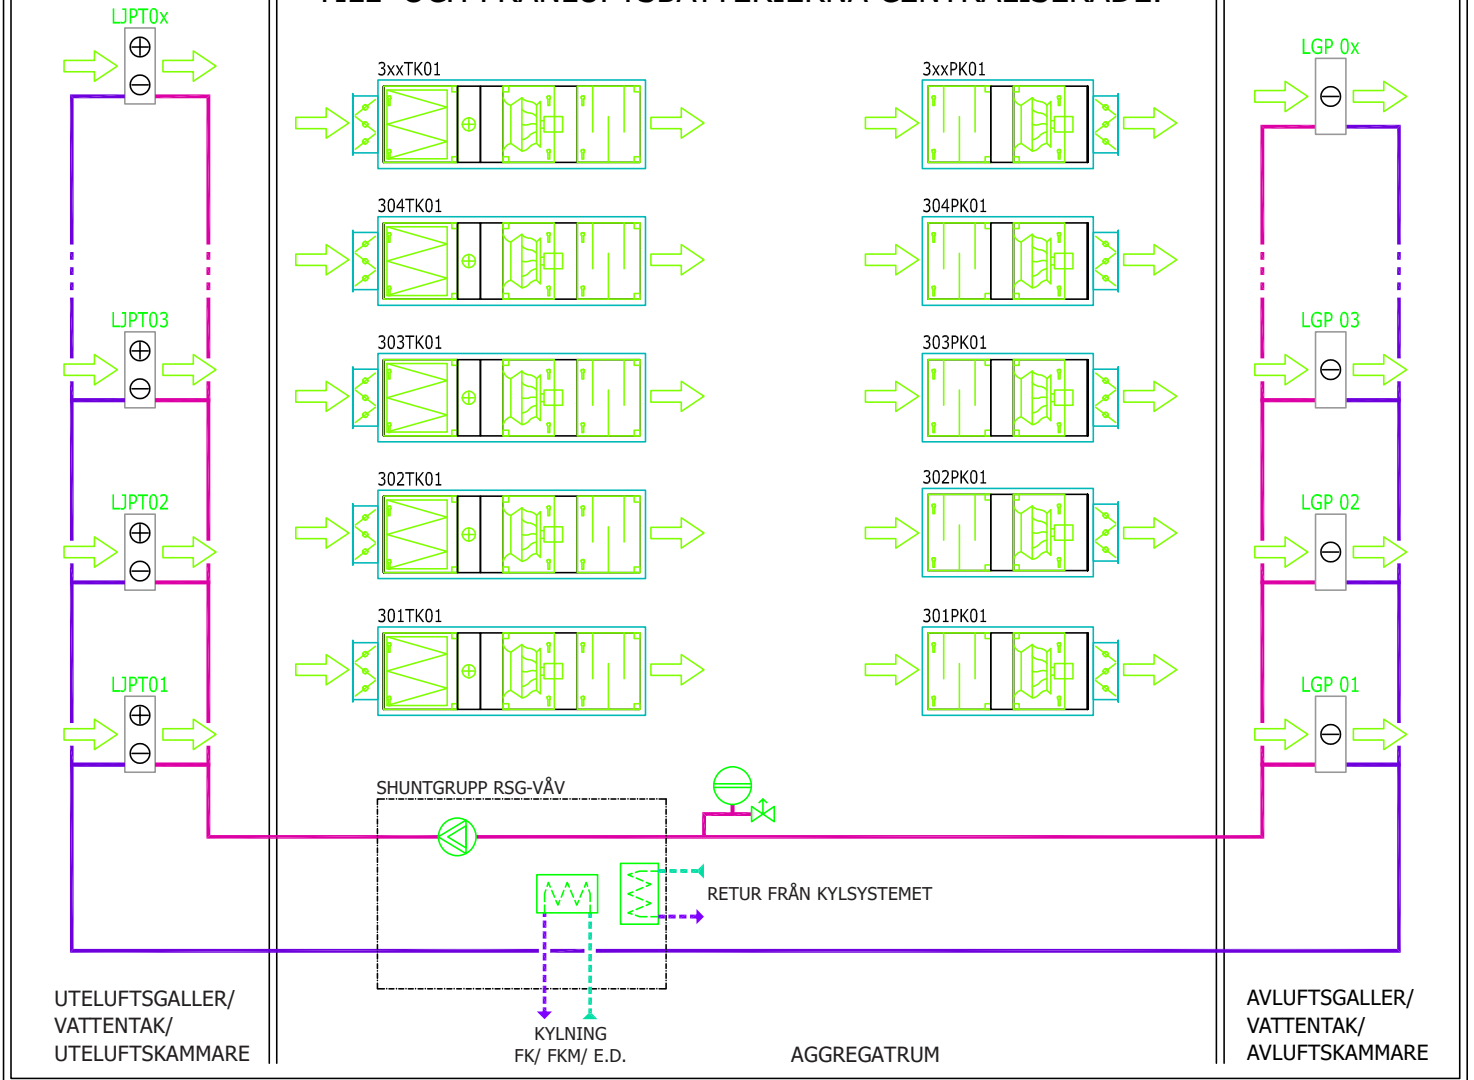 LJPT0x
LGP 0x
3xxTK01
3xxPK01
304TK01
304PK01
LJPT03
LGP 03
303TK01
303PK01
302TK01
302PK01
LJPT02
LGP 02
301TK01
301PK01
LJPT01
LGP 01
SHUNTGRUPP RSG-VÅV
RETUR FRÅN KYLSYSTEMET
UTELUFTSGALLER/
VATTENTAK/
UTELUFTSKAMMARE
KYLNING
FK/ FKM/ E.D.
AGGREGATRUM
AVLUFTSGALLER/
VATTENTAK/
AVLUFTSKAMMARE